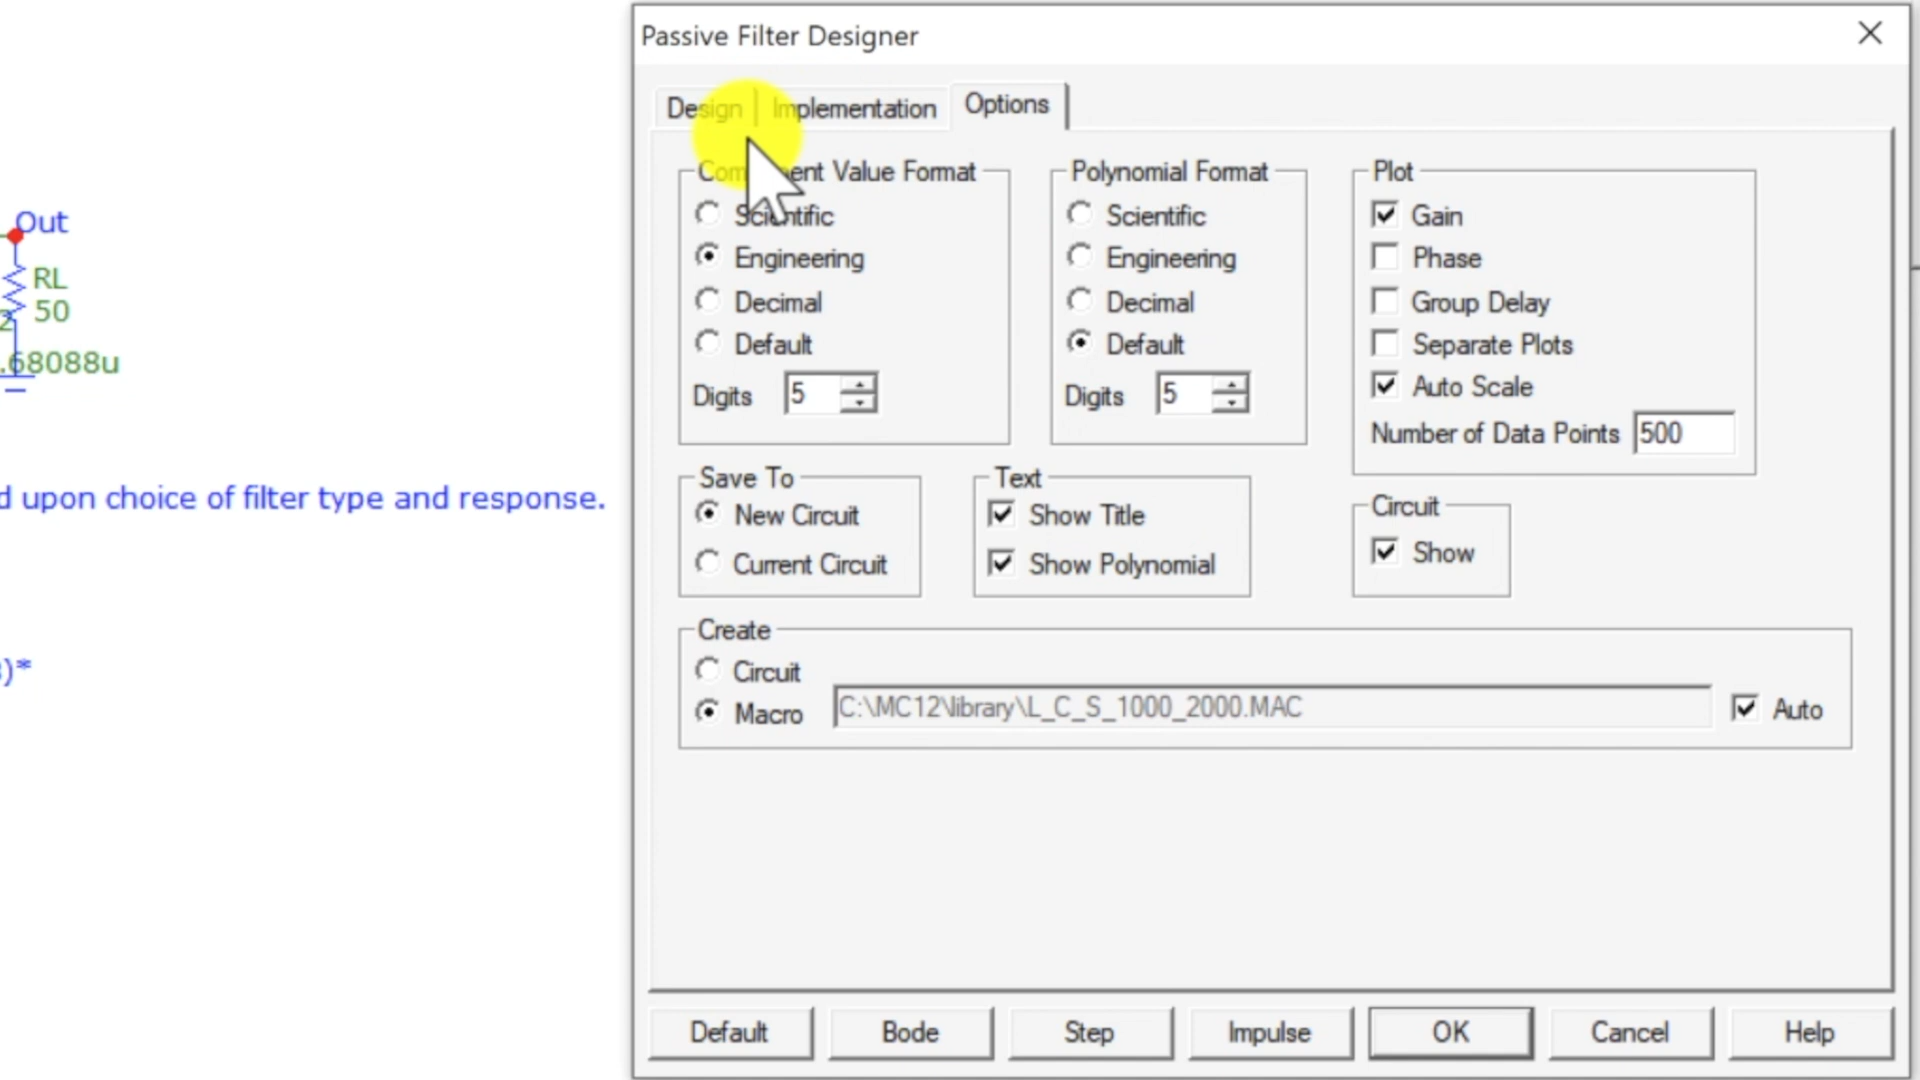 Passive Filter Designer
Design Implementation Options
Component Value Format
Scientific
Engineering
Decimal
Default
Digits 5
Polynomial Format
Scientific
Engineering
Decimal
Default
Digits 5
Plot
Gain
Phase
Group Delay
Separate Plots
Auto Scale
Number of Data Points 500
Save To
New Circuit
Current Circuit
Text
Show Title
Show Polynomial
Circuit
Show
Create
Circuit
Macro C:\MC12\library\L_C_S_1000_2000.MAC Auto
Default Bode Step Impulse OK Cancel Help
Out
RL
50
2
.68088u
d upon choice of filter type and response.
)*